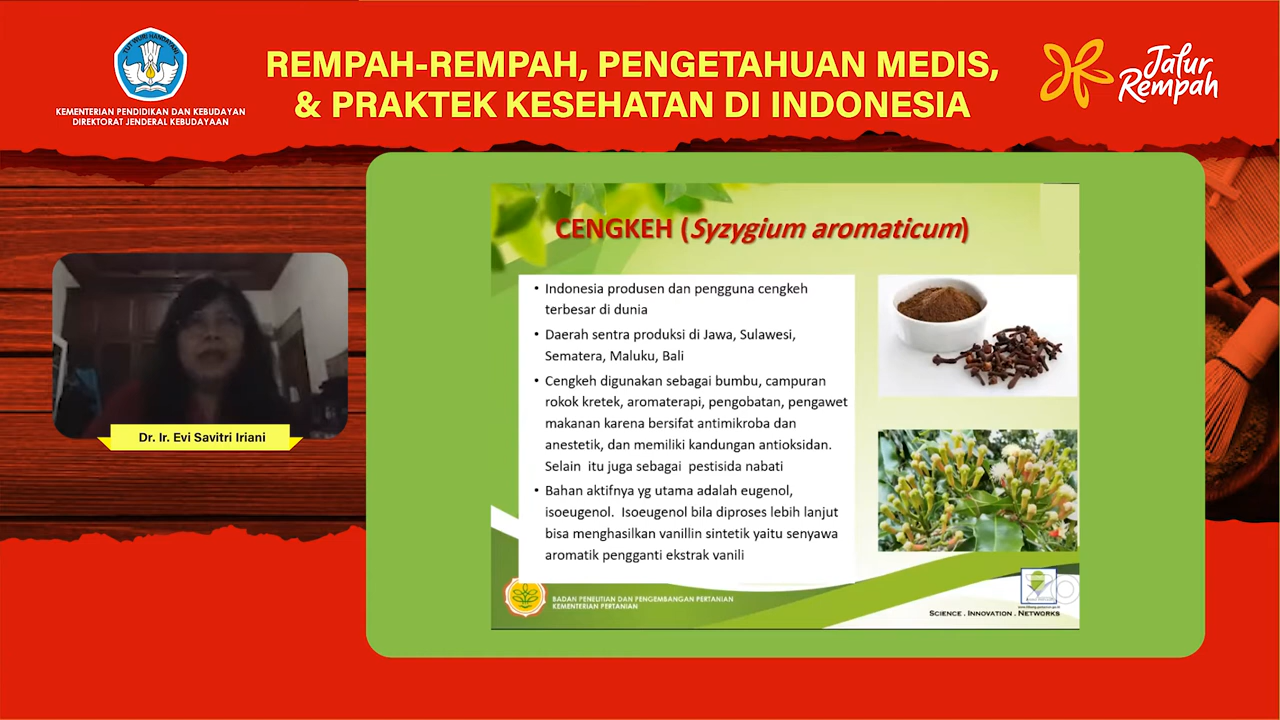 TUT WURI HANDAYANI
KEMENTERIAN PENDIDIKAN DAN KEBUDAYAN
DIREKTORAT JENDERAL KEBUDAYAAN
REMPAH-REMPAH, PENGETAHUAN MEDIS,
& PRAKTEK KESEHATAN DI INDONESIA
Jalur
Rempah
Dr. Ir. Evi Savitri Iriani
CENGKEH (Syzygium aromaticum)
• Indonesia produsen dan pengguna cengkeh
terbesar di dunia
• Daerah sentra produksi di Jawa, Sulawesi,
Sematera, Maluku, Bali
• Cengkeh digunakan sebagai bumbu, campuran
rokok kretek, aromaterapi, pengobatan, pengawet
makanan karena bersifat antimikroba dan
anestetik, dan memiliki kandungan antioksidan.
Selain itu juga sebagai pestisida nabati
• Bahan aktifnya yg utama adalah eugenol,
isoeugenol. Isoeugenol bila diproses lebih lanjut
bisa menghasilkan vanillin sintetik yaitu senyawa
aromatik pengganti ekstrak vanili
BADAN PENELITIAN DAN PENGEMBANGAN PERTANIAN
KEMENTERIAN PERTANIAN
SCIENCE . INNOVATION . NETWORKS